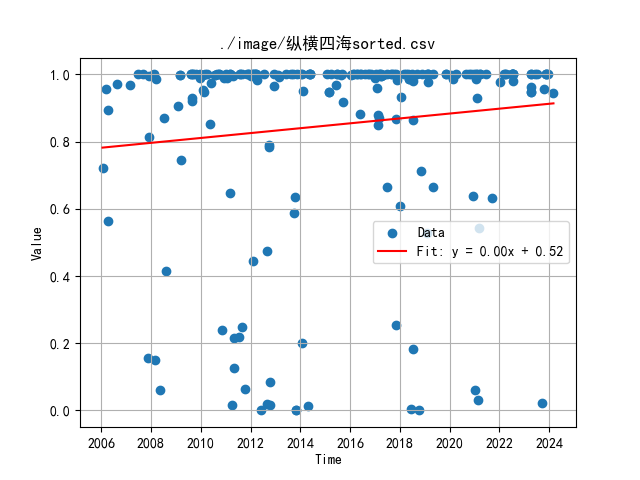 ./image/纵横四海sorted.csv
1.0
0.8
0.6
0.4
0.2
0.0
Value
Data
Fit: y = 0.00x + 0.52
2006 2008 2010 2012 2014 2016 2018 2020 2022 2024
Time